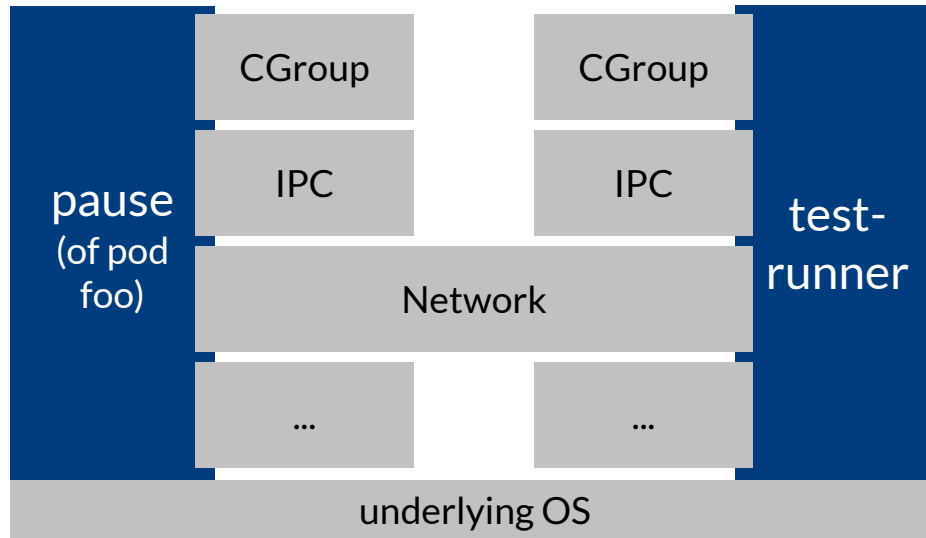 CGroup
CGroup
IPC
IPC
pause
(of pod
foo)
test-
runner
Network
...
...
underlying OS